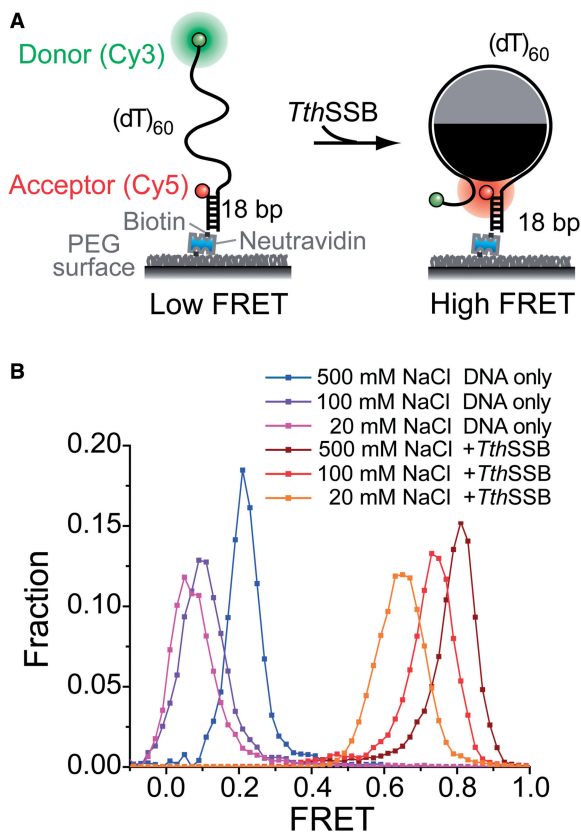 A
Donor (Cy3)
(dT)60
Acceptor (Cy5)
18 bp
Biotin
PEG
surface
Neutravidin
Low FRET
TthSSB
(dT)60
18 bp
High FRET
B
500 mM NaCl DNA only
100 mM NaCl DNA only
20 mM NaCl DNA only
500 mM NaCl +TthSSB
100 mM NaCl +TthSSB
20 mM NaCl +TthSSB
0.20
0.15
0.10
0.05
0.00
Fraction
0.0 0.2 0.4 0.6 0.8 1.0
FRET